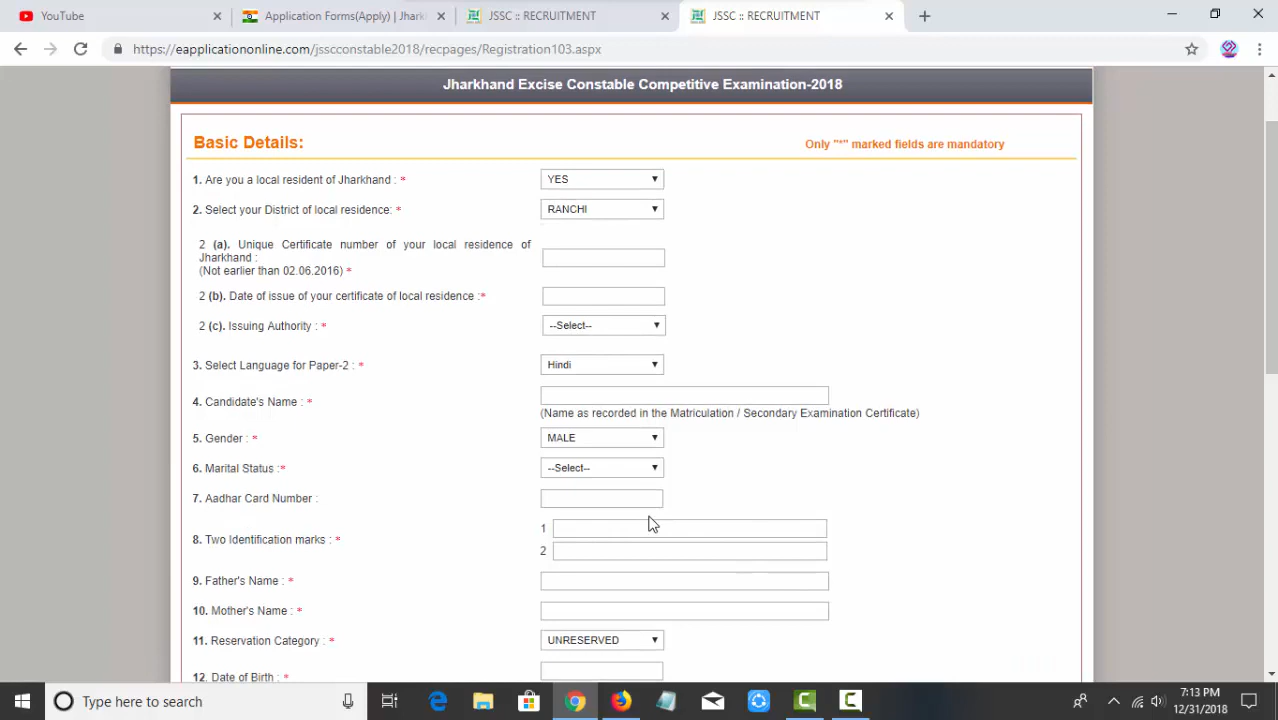 YouTube
Application Forms(Apply) | Jhark
JSSC :: RECRUITMENT
JSSC :: RECRUITMENT
https://eapplicationonline.com/jsscconstable2018/recpages/Registration103.aspx
Jharkhand Excise Constable Competitive Examination-2018
Basic Details:
Only "*" marked fields are mandatory
1. Are you a local resident of Jharkhand : *
YES
2. Select your District of local residence: *
RANCHI
2 (a). Unique Certificate number of your local residence of
Jharkhand :
(Not earlier than 02.06.2016) *
2 (b). Date of issue of your certificate of local residence :*
2 (c). Issuing Authority : *
--Select--
3. Select Language for Paper-2 : *
Hindi
4. Candidate's Name : *
(Name as recorded in the Matriculation / Secondary Examination Certificate)
5. Gender : *
MALE
6. Marital Status :*
--Select--
7. Aadhar Card Number :
8. Two Identification marks : *
1
2
9. Father's Name : *
10. Mother's Name : *
11. Reservation Category : *
UNRESERVED
12. Date of Birth : *
Type here to search
7:13 PM
12/31/2018